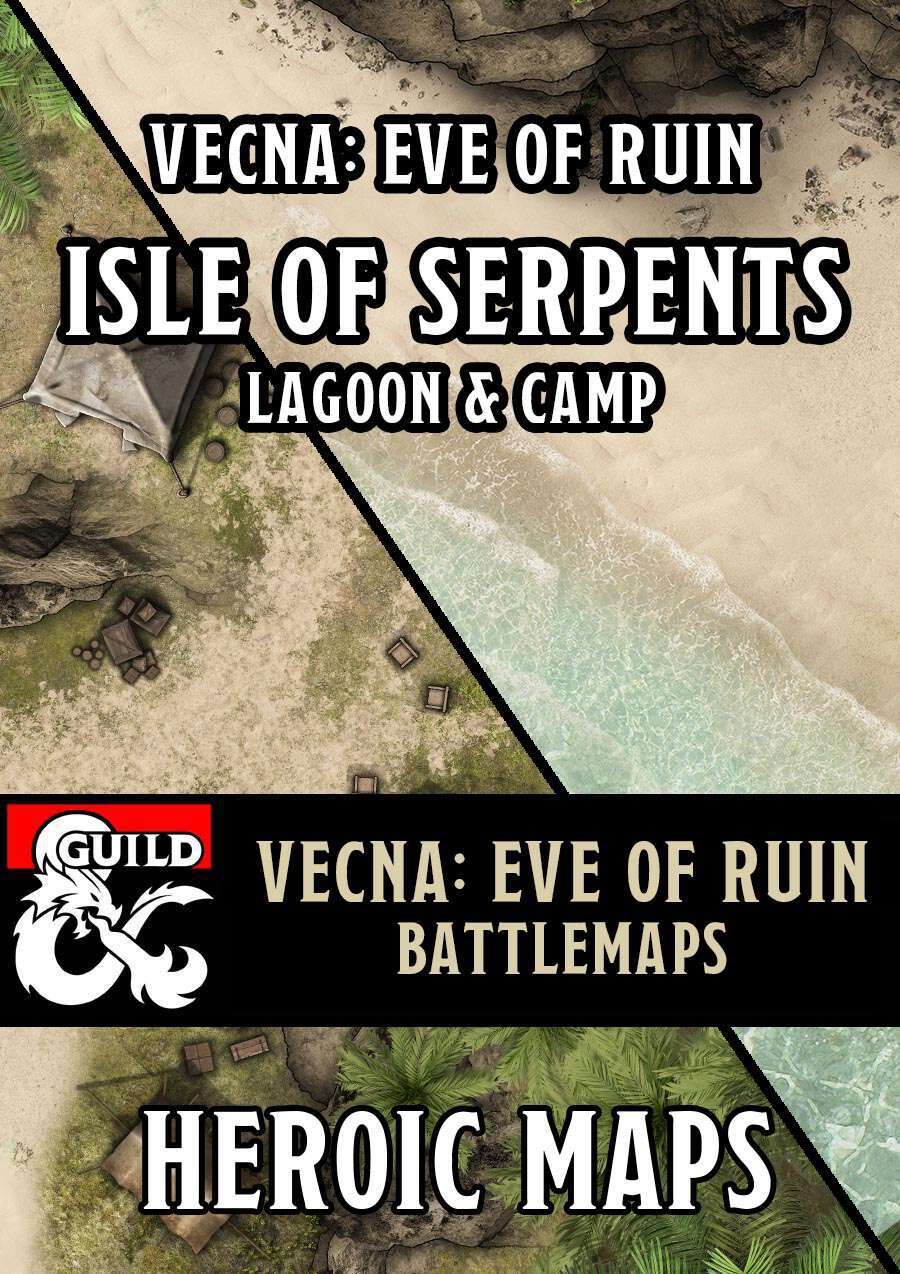 VECNA: EVE OF RUIN
ISLE OF SERPENTS
LAGOON & CAMP
GUILD
VECNA: EVE OF RUIN
BATTLEMAPS
HEROIC MAPS